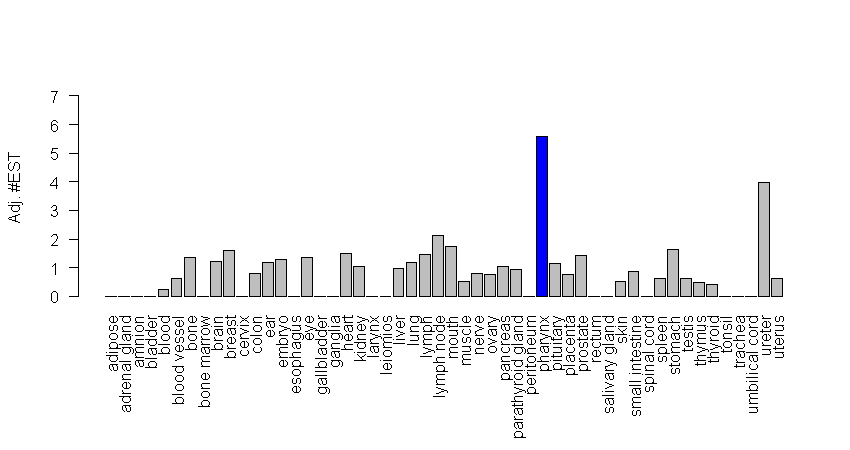 7
6
5
4
3
2
1
0
Adj. #EST
adipose
adrenal gland
amnion
bladder
blood
blood vessel
bone
bone marrow
brain
breast
cervix
colon
ear
embryo
esophagus
eye
gallbladder
ganglia
heart
kidney
larynx
leiomios
liver
lung
lymph
lymph node
mouth
muscle
nerve
ovary
pancreas
parathyroid gland
peritoneum
pharynx
pituitary
placenta
prostate
rectum
salivary gland
skin
small intestine
spinal cord
spleen
stomach
testis
thymus
thyroid
tonsil
trachea
umbilical cord
ureter
uterus